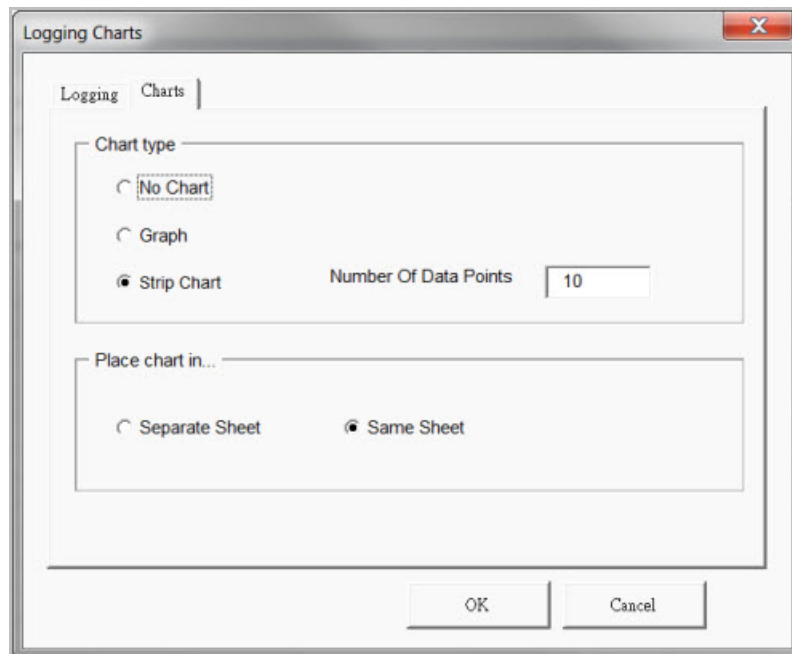 Logging Charts
Logging Charts
Chart type
No Chart
Graph
Strip Chart Number Of Data Points 10
Place chart in...
Separate Sheet Same Sheet
OK Cancel